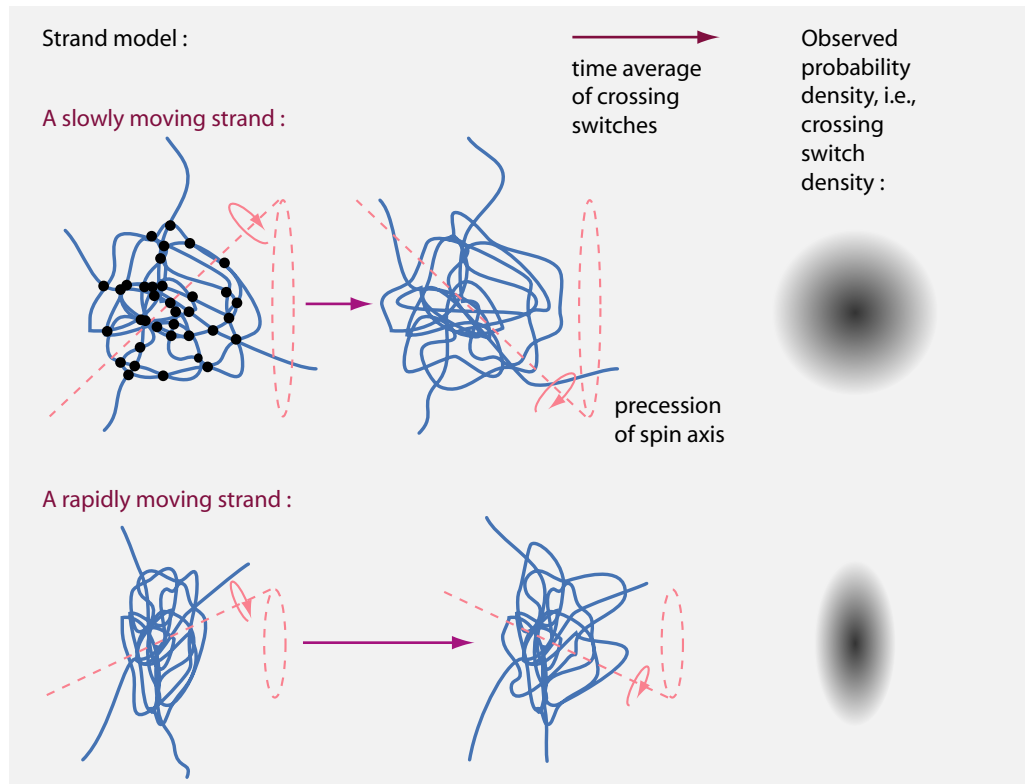 Strand model :
time average
of crossing
switches
Observed
probability
density, i.e.,
crossing
switch
density :
A slowly moving strand :
precession
of spin axis
A rapidly moving strand :